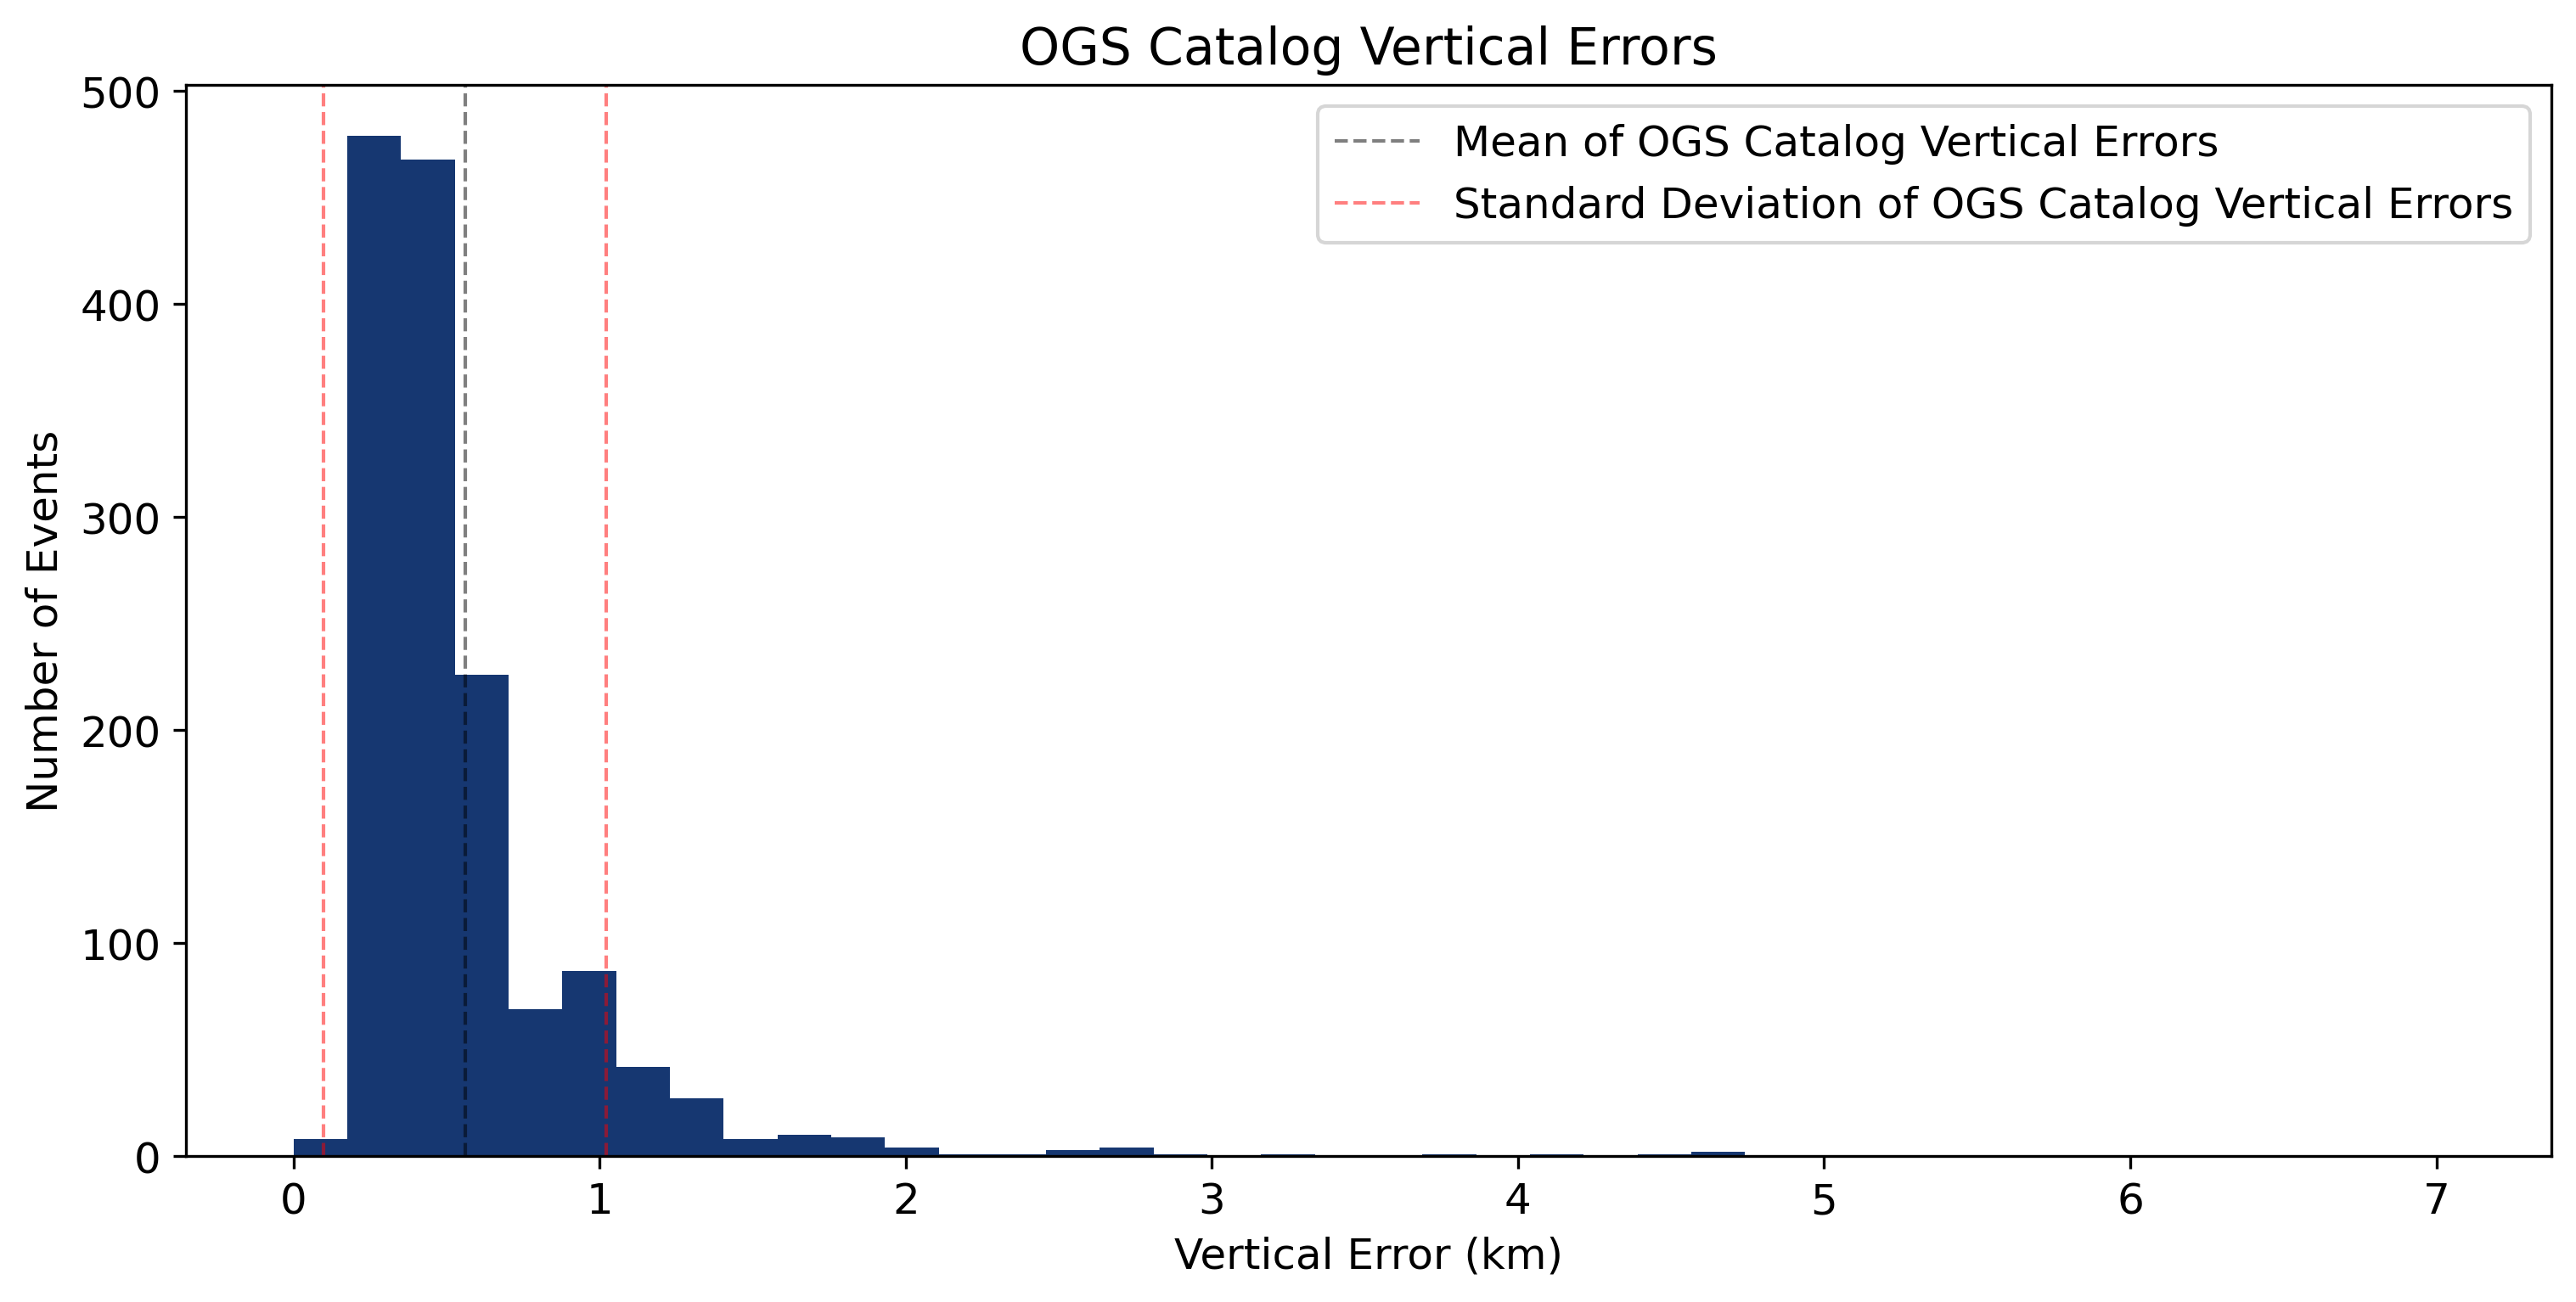 OGS Catalog Vertical Errors
Mean of OGS Catalog Vertical Errors
Standard Deviation of OGS Catalog Vertical Errors
Number of Events
500
400
300
200
100
0
0 1 2 3 4 5 6 7
Vertical Error (km)